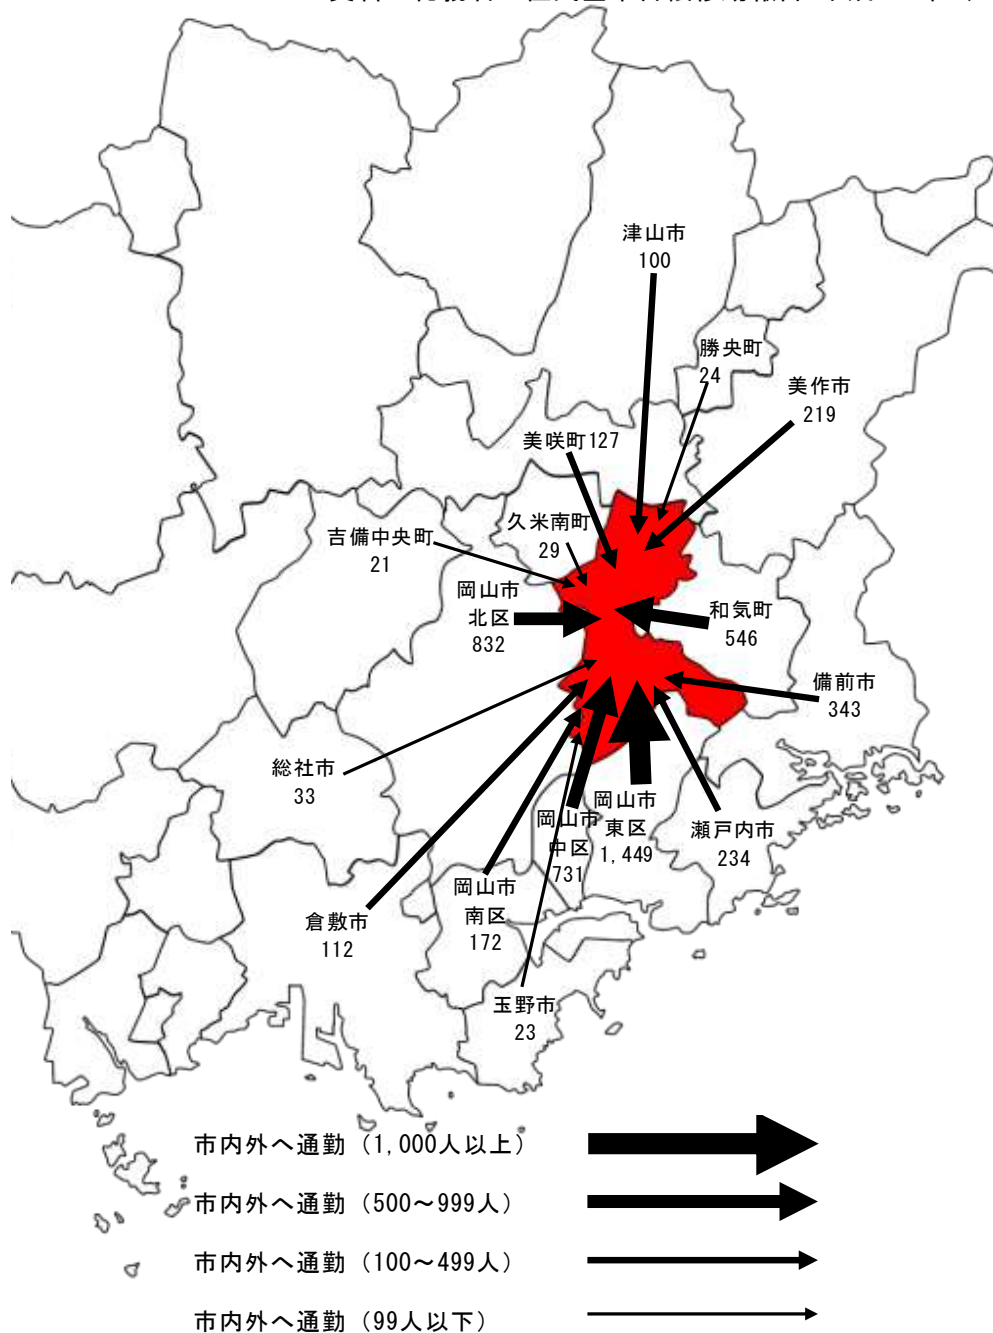 津山市
100
勝央町
24
美作市
219
美咲町127
久米南町
29
吉備中央町
21
岡山市
北区
832
和気町
546
備前市
343
総社市
33
岡山市
東区
1,449
岡山市
中区
731
瀬戸内市
234
岡山市
南区
172
倉敷市
112
玉野市
23
市内外へ通勤（1,000人以上）
市内外へ通勤（500～999人）
市内外へ通勤（100～499人）
市内外へ通勤（99人以下）